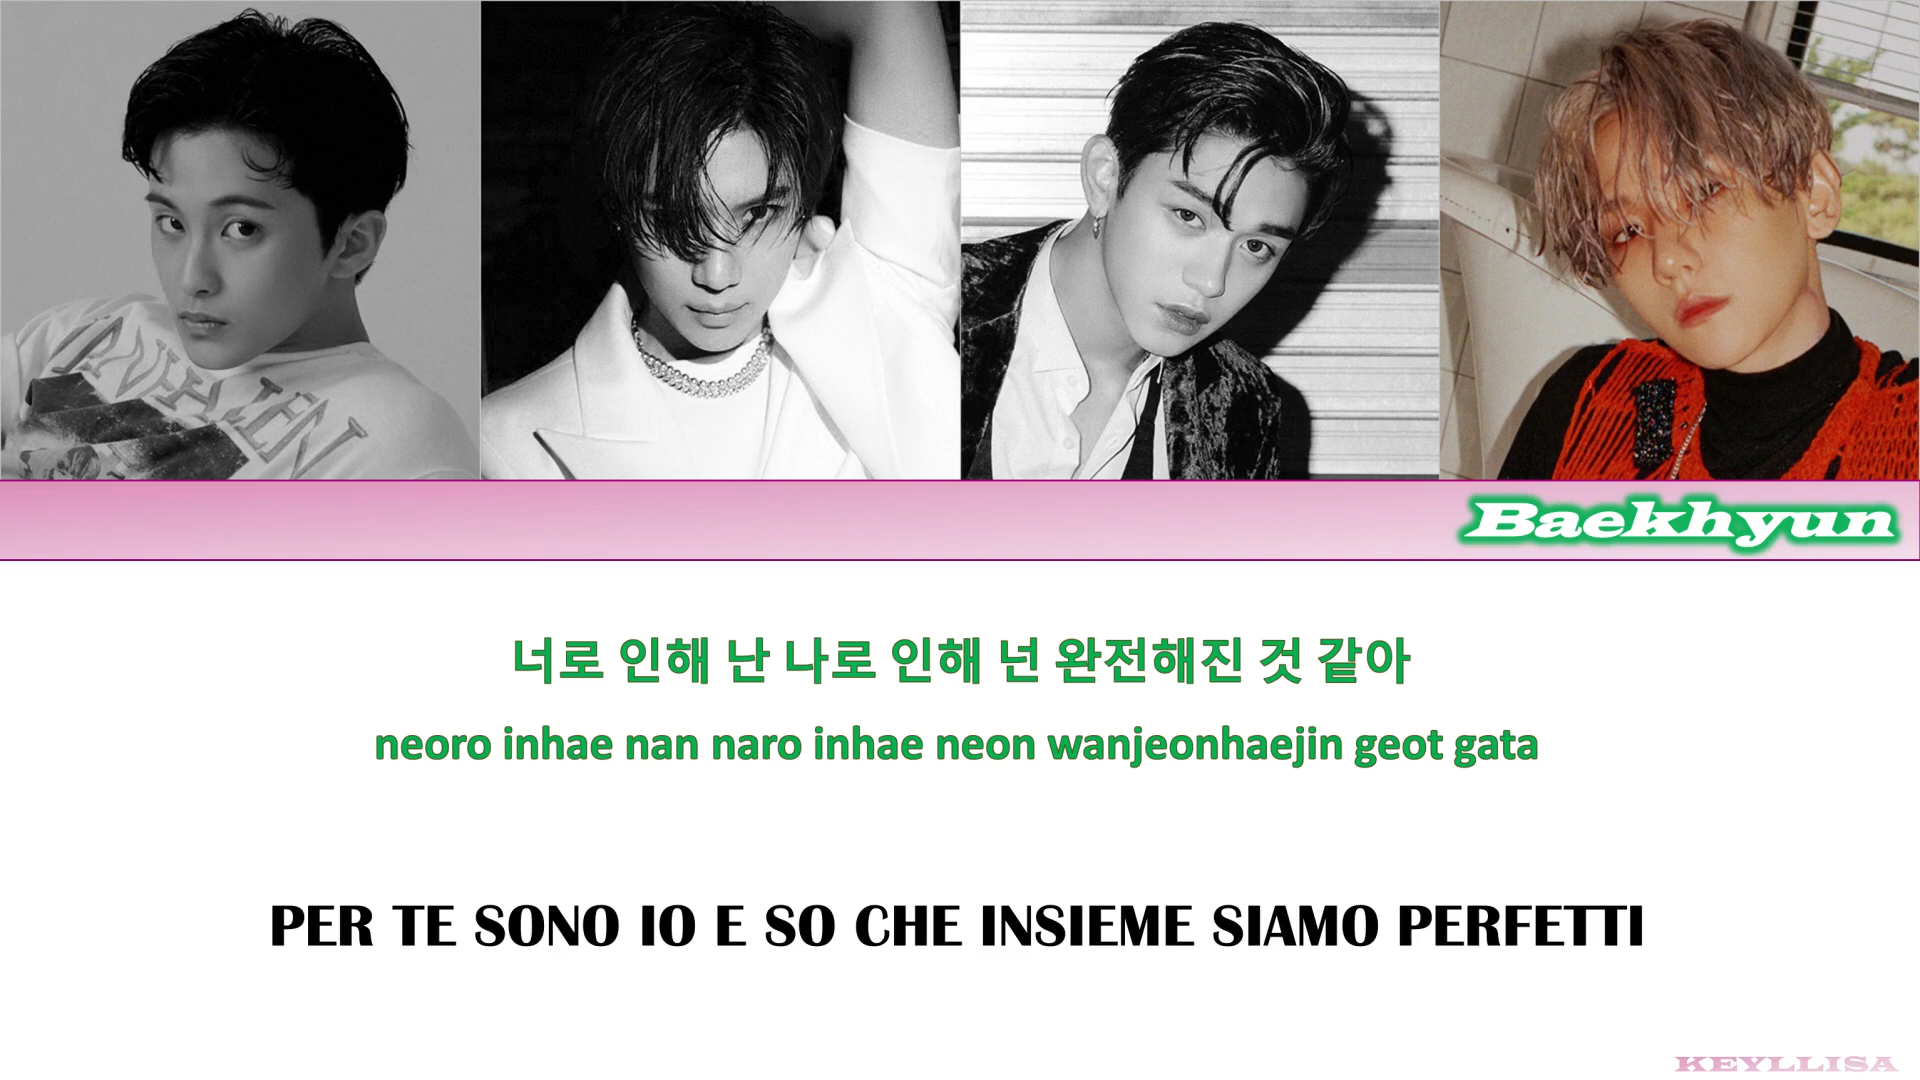 Baekhyun
너로 인해 난 나로 인해 넌 완전해진 것 같아
neoro inhae nan naro inhae neon wanjeonhaejin geot gata
PER TE SONO IO E SO CHE INSIEME SIAMO PERFETTI
KEYLLISA